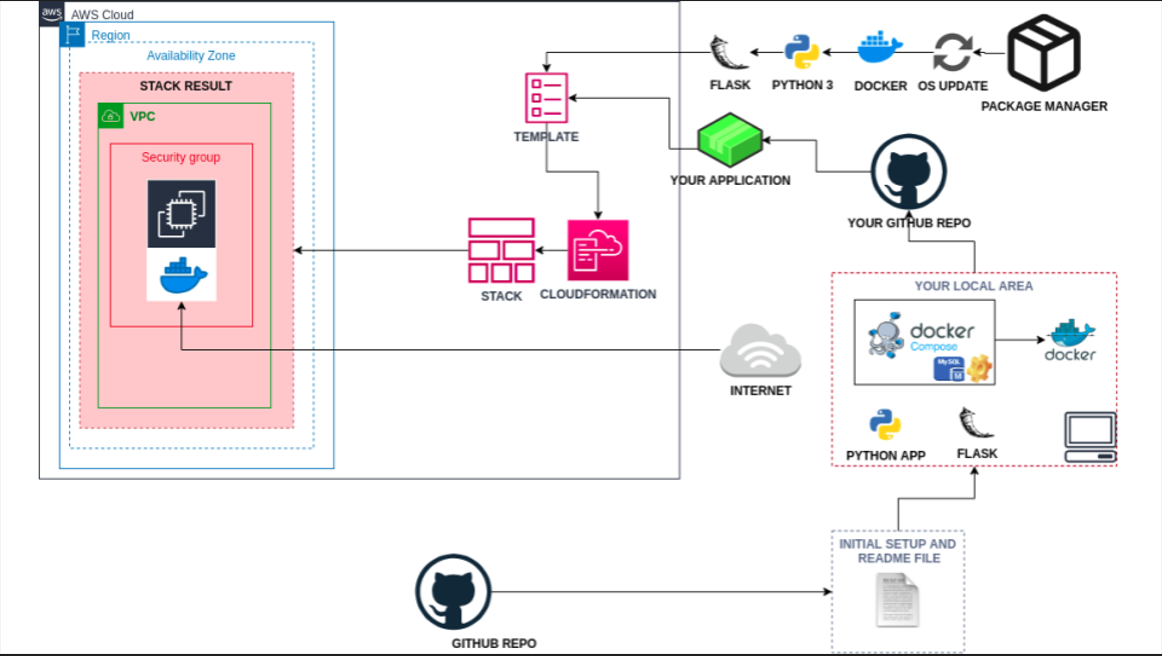 aws
AWS Cloud
Region
Availability Zone
STACK RESULT
VPC
Security group
TEMPLATE
FLASK
PYTHON 3
DOCKER
OS UPDATE
PACKAGE MANAGER
YOUR APPLICATION
YOUR GITHUB REPO
STACK
CLOUDFORMATION
INTERNET
YOUR LOCAL AREA
docker
Compose
MySQL
M
docker
PYTHON APP
FLASK
INITIAL SETUP AND
README FILE
GITHUB REPO